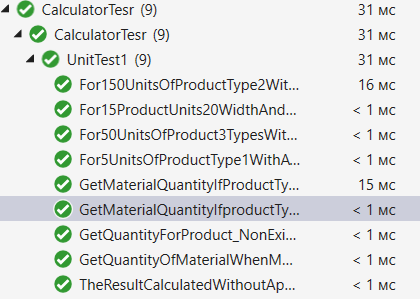 CalculatorTesr (9) 31 мс
CalculatorTesr (9) 31 мс
UnitTest1 (9) 31 мс
For150UnitsOfProductType2Wit... 16 мс
For15ProductUnits20WidthAnd... < 1 мс
For50UnitsOfProduct3TypesWit... < 1 мс
For5UnitsOfProductType1WithA... < 1 мс
GetMaterialQuantityIfProductTy... 15 мс
GetMaterialQuantityIfproductTy... < 1 мс
GetQuantityForProduct_NonExi... < 1 мс
GetQuantityOfMaterialWhenM... < 1 мс
TheResultCalculatedWithoutAp... < 1 мс